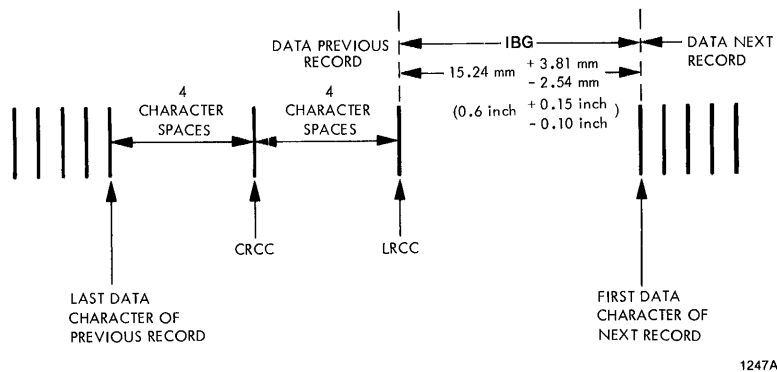 DATA PREVIOUS
RECORD
IBG
DATA NEXT
RECORD
15.24 mm + 3.81 mm
- 2.54 mm
(0.6 inch + 0.15 inch
- 0.10 inch )
4
CHARACTER
SPACES
4
CHARACTER
SPACES
CRCC
LRCC
LAST DATA
CHARACTER OF
PREVIOUS RECORD
FIRST DATA
CHARACTER OF
NEXT RECORD
1247A